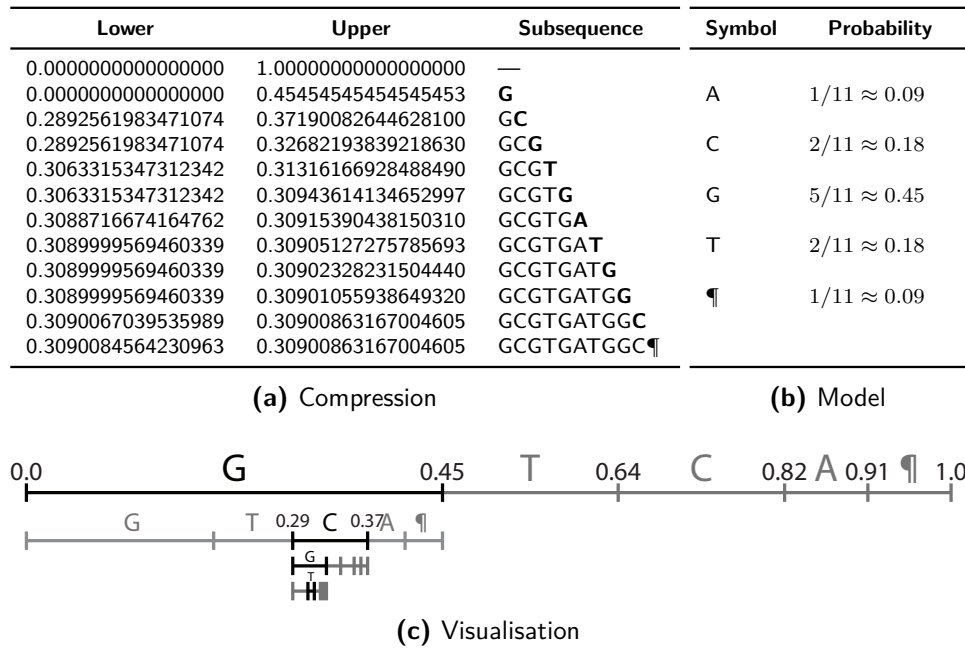 Lower Upper Subsequence Symbol Probability
0.0000000000000000 1.00000000000000000 —
0.0000000000000000 0.45454545454545453 G A 1/11 ≈ 0.09
0.2892561983471074 0.37190082644628100 GC
0.2892561983471074 0.32682193839218630 GCG C 2/11 ≈ 0.18
0.3063315347312342 0.31316166928488490 GCGT
0.3063315347312342 0.30943614134652997 GCGTG G 5/11 ≈ 0.45
0.3088716674164762 0.30915390438150310 GCGTGA
0.3089999569460339 0.30905127275785693 GCGTGAT T 2/11 ≈ 0.18
0.3089999569460339 0.30902328231504440 GCGTGATG
0.3089999569460339 0.30901055938649320 GCGTGATGG ¶ 1/11 ≈ 0.09
0.3090067039535989 0.30900863167004605 GCGTGATGGC
0.3090084564230963 0.30900863167004605 GCGTGATGGC¶
(a) Compression (b) Model
0.0 G 0.45 T 0.64 C 0.82 A 0.91 ¶ 1.0
G T 0.29 C 0.37 A ¶
G
T
(c) Visualisation